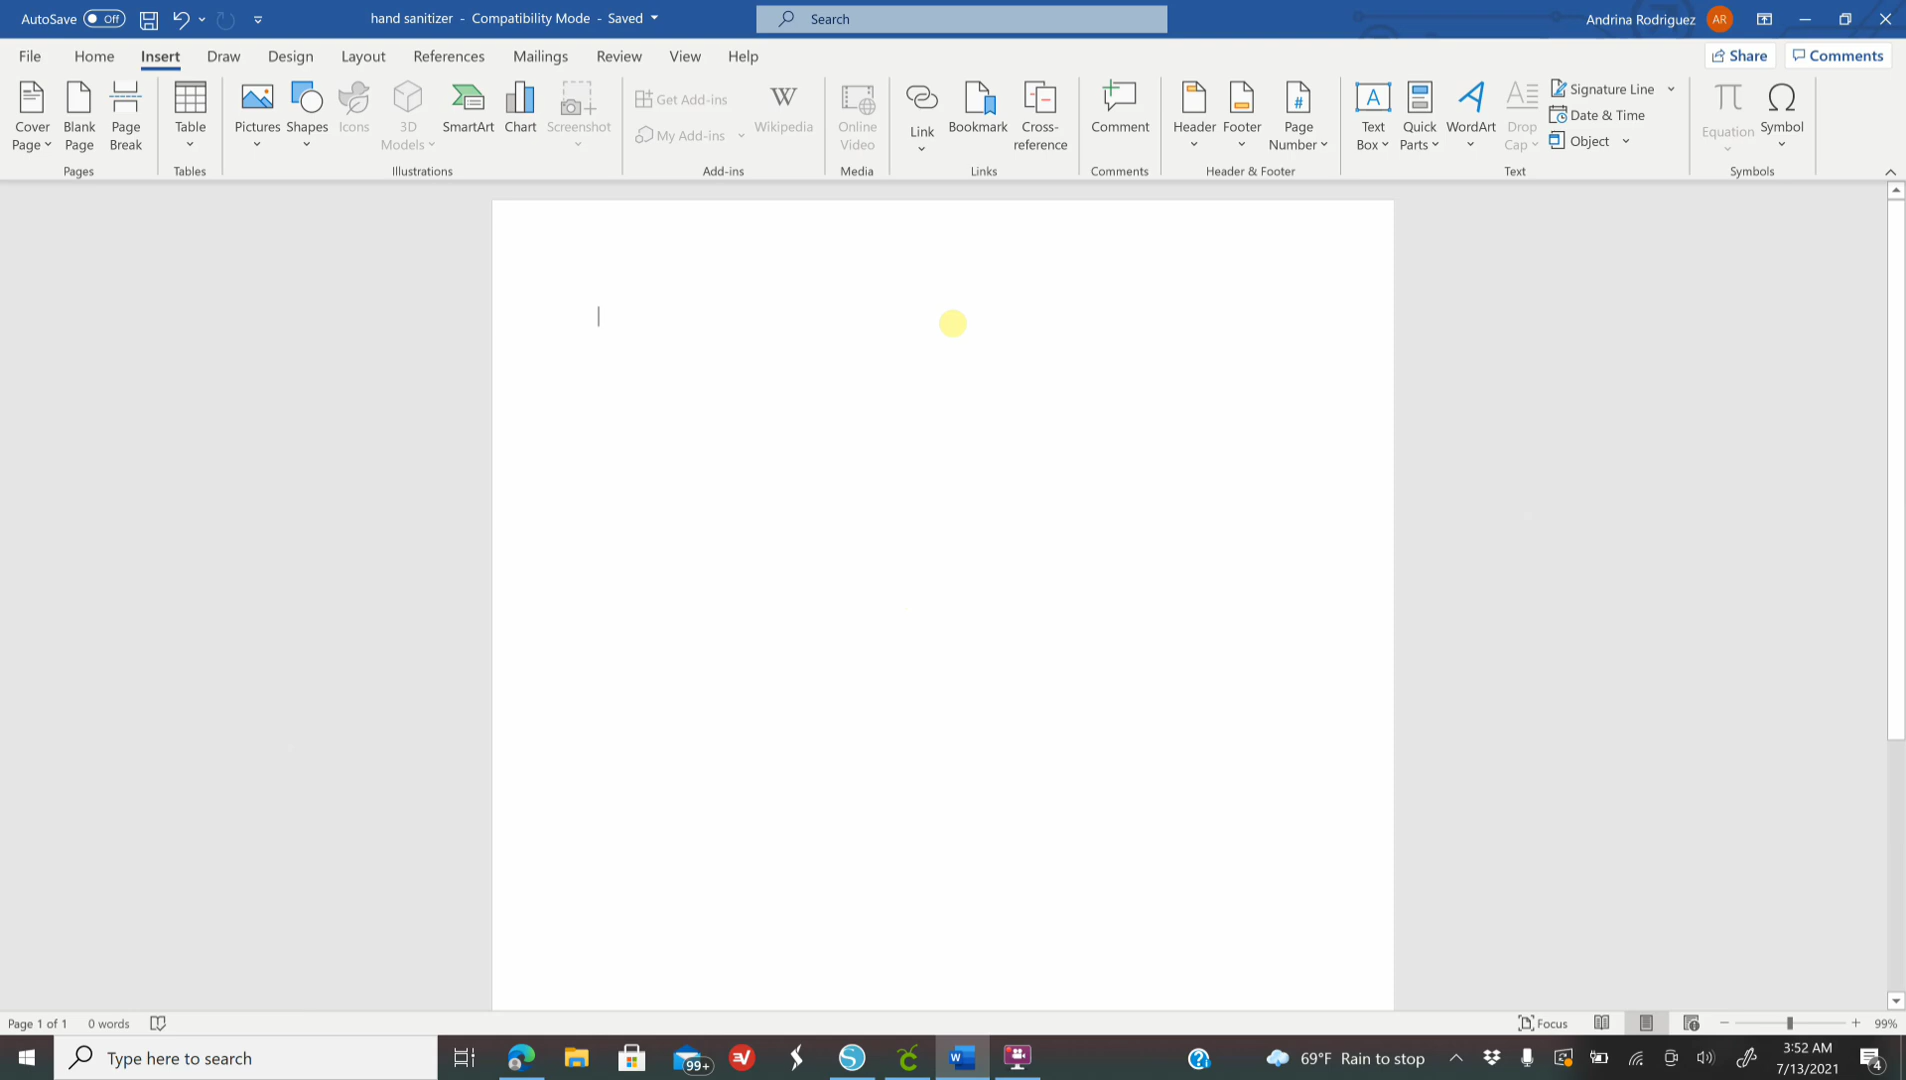 AutoSave Off hand sanitizer - Compatibility Mode - Saved Search Andrina Rodriguez AR
File Home Insert Draw Design Layout References Mailings Review View Help Share Comments
Cover Page Blank Page Page Break Pages
Table Tables
Pictures Shapes Icons 3D Models SmartArt Chart Screenshot Illustrations
Get Add-ins My Add-ins W Wikipedia Add-ins
Online Video Media
Link Bookmark Cross-reference Links
Comment Comments
Header Footer # Page Number Header & Footer
A Text Box Quick Parts A WordArt A Drop Cap Signature Line Date & Time Object Text
π Equation Ω Symbol Symbols
Page 1 of 1 0 words Focus 99%
Type here to search 99+ W 69°F Rain to stop 3:52 AM 7/13/2021 4